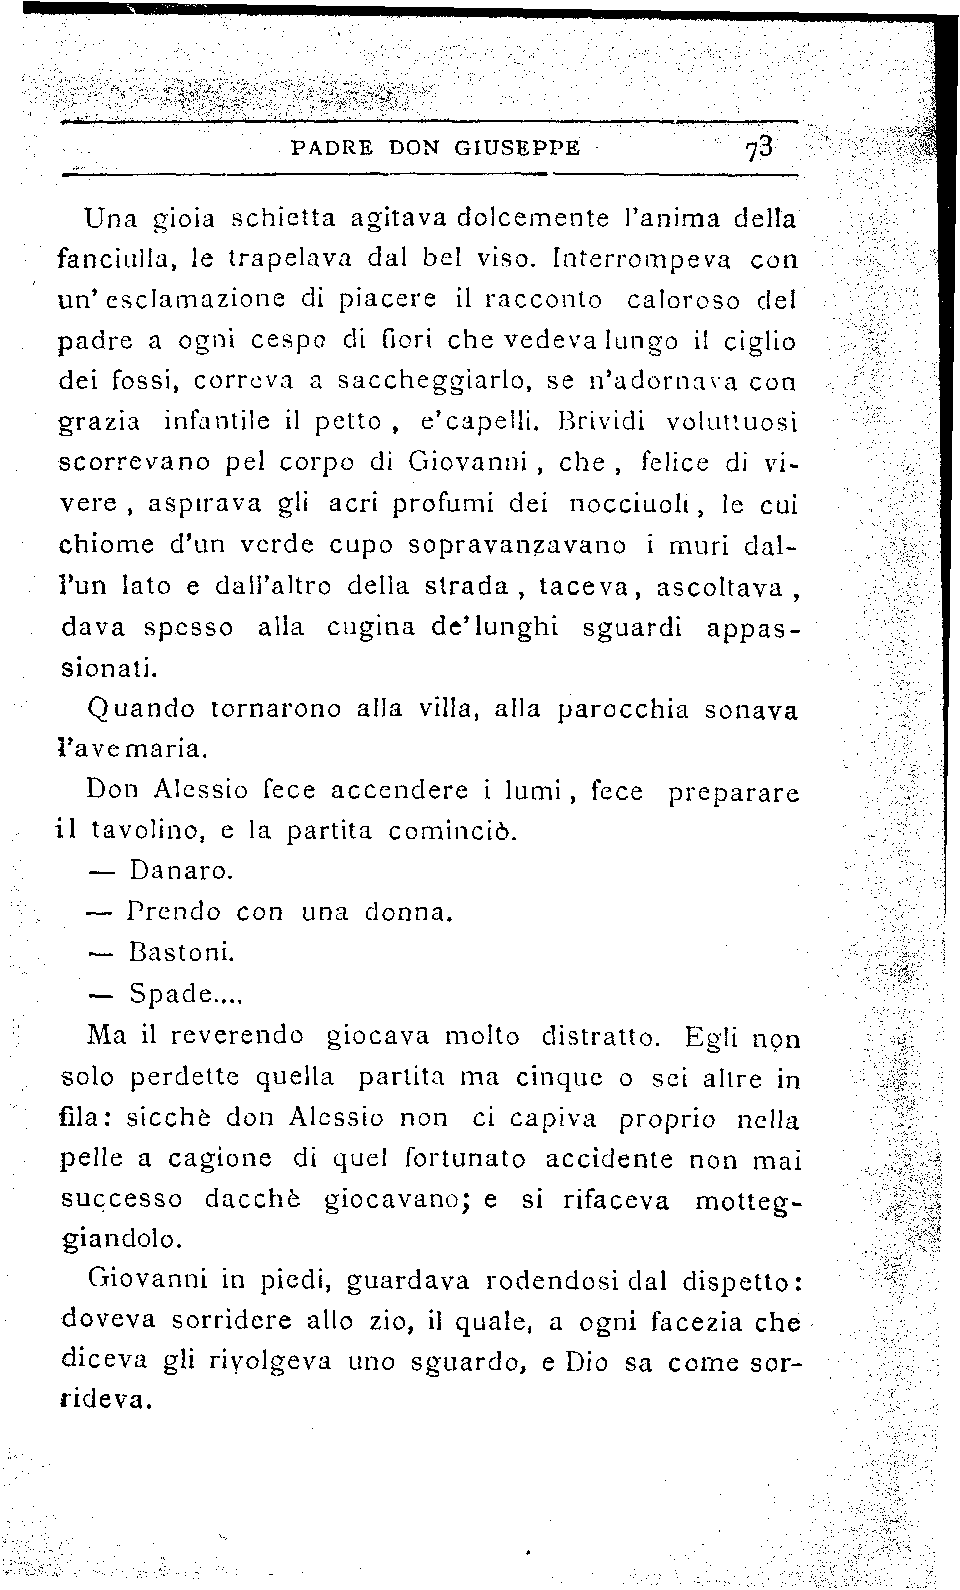 PADRE DON GIUSEPPE 73
Una gioia schietta agitava dolcemente l'anima della
fanciulla, le trapelava dal bel viso. Interrompeva con
un' esclamazione di piacere il racconto caloroso del
padre a ogni cespo di fiori che vedeva lungo il ciglio
dei fossi, correva a saccheggiarlo, se n'adornava con
grazia infantile il petto , e' capelli. Brividi voluttuosi
scorrevano pel corpo di Giovanni , che , felice di vi-
vere , aspirava gli acri profumi dei nocciuoli , le cui
chiome d'un verde cupo sopravanzavano i muri dal-
l'un lato e dall'altro della strada , taceva, ascoltava ,
dava spesso alla cugina de' lunghi sguardi appas-
sionati.
Quando tornarono alla villa, alla parocchia sonava
l'avemaria.
Don Alessio fece accendere i lumi , fece preparare
il tavolino, e la partita cominciò.
— Danaro.
— Prendo con una donna.
— Bastoni.
— Spade....
Ma il reverendo giocava molto distratto. Egli non
solo perdette quella partita ma cinque o sei altre in
fila: sicchè don Alessio non ci capiva proprio nella
pelle a cagione di quel fortunato accidente non mai
successo dacchè giocavano; e si rifaceva motteg-
giandolo.
Giovanni in piedi, guardava rodendosi dal dispetto:
doveva sorridere allo zio, il quale, a ogni facezia che
diceva gli rivolgeva uno sguardo, e Dio sa come sor-
rideva.